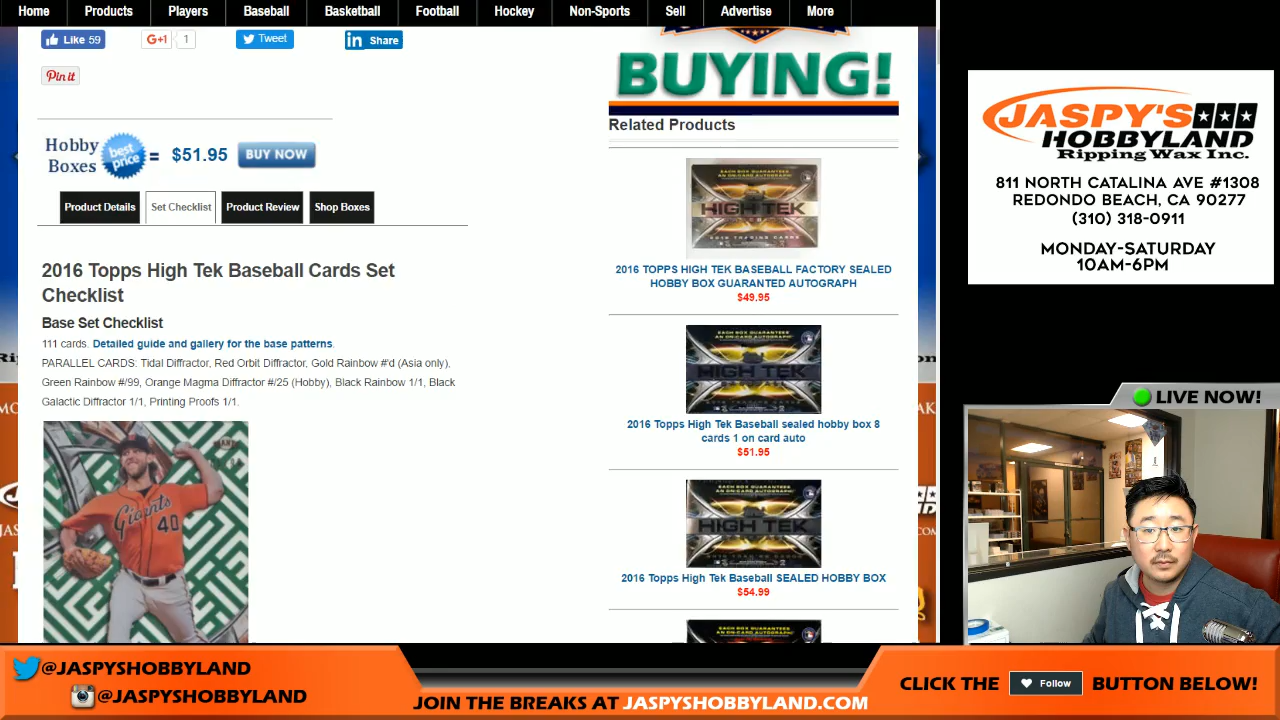 Home Products Players Baseball Basketball Football Hockey Non-Sports Sell Advertise More
Like 59
G+1 1
Tweet
in Share
Pin it
Hobby Boxes best price = $51.95 BUY NOW
Product Details Set Checklist Product Review Shop Boxes
2016 Topps High Tek Baseball Cards Set
Checklist
Base Set Checklist
111 cards. Detailed guide and gallery for the base patterns.
PARALLEL CARDS: Tidal Diffractor, Red Orbit Diffractor, Gold Rainbow #'d (Asia only),
Green Rainbow #/99, Orange Magma Diffractor #/25 (Hobby), Black Rainbow 1/1, Black
Galactic Diffractor 1/1, Printing Proofs 1/1.
Giants
40
BUYING!
Related Products
HIGH TEK
2016 TOPPS HIGH TEK BASEBALL FACTORY SEALED
HOBBY BOX GUARANTED AUTOGRAPH
$49.95
HIGH TEK
2016 Topps High Tek Baseball sealed hobby box 8
cards 1 on card auto
$51.95
HIGH TEK
2016 Topps High Tek Baseball SEALED HOBBY BOX
$54.99
JASPY'S
HOBBYLAND
Ripping Wax Inc.
811 NORTH CATALINA AVE #1308
REDONDO BEACH, CA 90277
(310) 318-0911
MONDAY-SATURDAY
10AM-6PM
LIVE NOW!
@JASPYSHOBBYLAND
@JASPYSHOBBYLAND
JOIN THE BREAKS AT JASPYSHOBBYLAND.COM
CLICK THE Follow BUTTON BELOW!